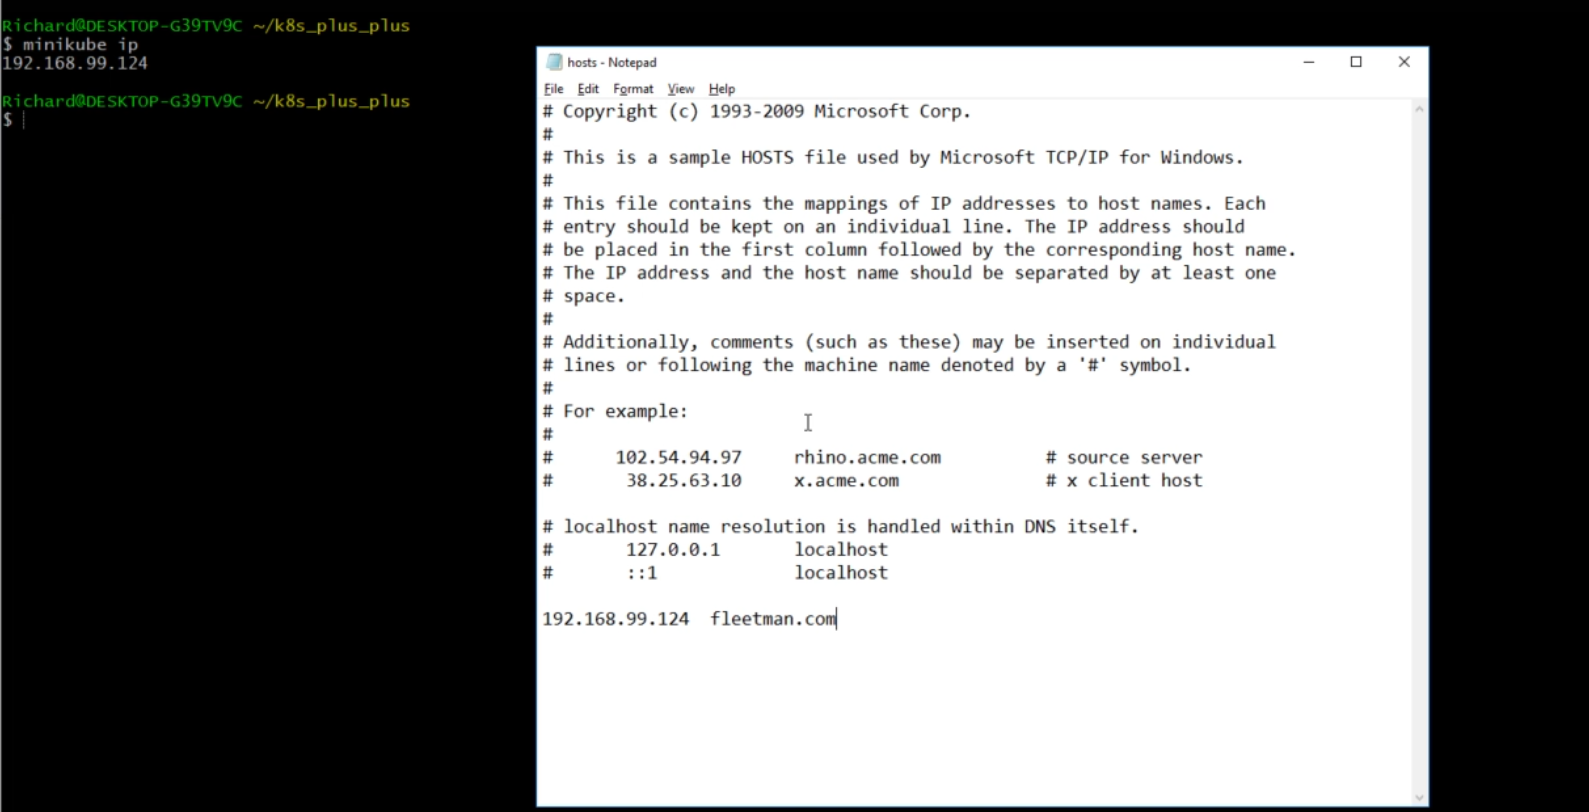 Richard@DESKTOP-G39TV9C ~/k8s_plus_plus
$ minikube ip
192.168.99.124
Richard@DESKTOP-G39TV9C ~/k8s_plus_plus
$
hosts - Notepad
File Edit Format View Help
# Copyright (c) 1993-2009 Microsoft Corp.
#
# This is a sample HOSTS file used by Microsoft TCP/IP for Windows.
#
# This file contains the mappings of IP addresses to host names. Each
# entry should be kept on an individual line. The IP address should
# be placed in the first column followed by the corresponding host name.
# The IP address and the host name should be separated by at least one
# space.
#
# Additionally, comments (such as these) may be inserted on individual
# lines or following the machine name denoted by a '#' symbol.
#
# For example:
#
#      102.54.94.97     rhino.acme.com          # source server
#       38.25.63.10     x.acme.com              # x client host
# localhost name resolution is handled within DNS itself.
#       127.0.0.1       localhost
#       ::1             localhost
192.168.99.124  fleetman.com